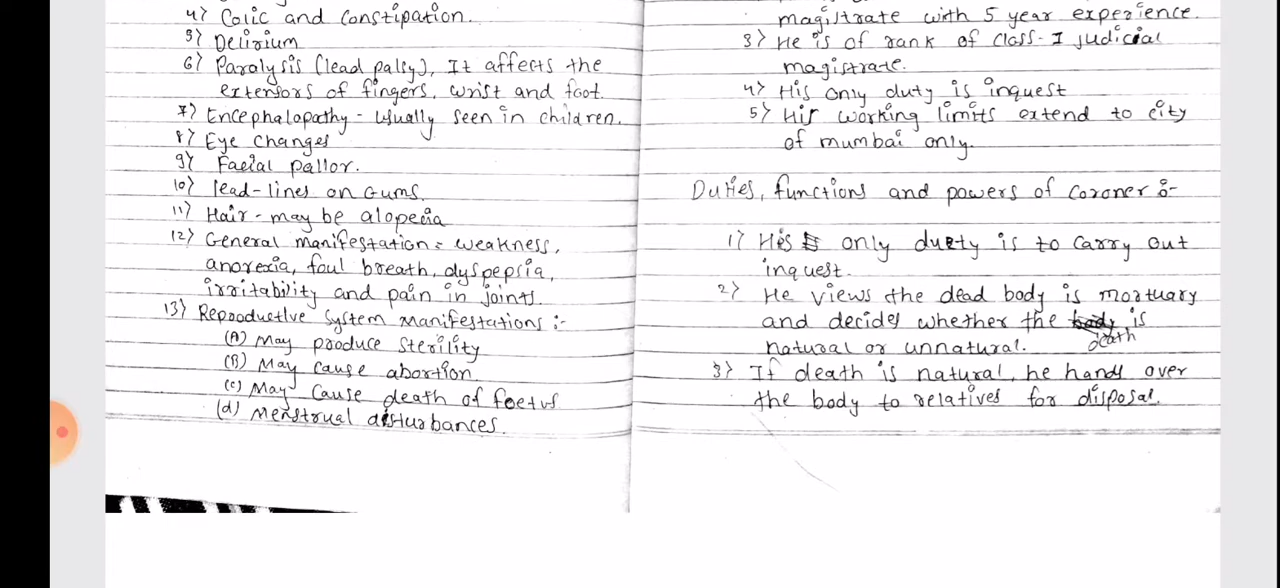 4) Colic and constipation.
5) Delirium
6) Paralysis (lead palsy), It affects the
extensors of fingers, wrist and foot.
7) Encephalopathy - usually seen in children.
8) Eye changes
9) Facial pallor.
10) lead-lines on Gums.
11) Hair - may be alopecia
12) General manifestation = weakness,
anorexia, foul breath, dyspepsia,
irritability and pain in joints.
13) Reproductive System Manifestations :-
(A) May produce sterility
(B) May cause abortion
(c) May cause death of foetus
(d) Menstrual disturbances.
magistrate with 5 year experience.
3) He is of rank of class-I judicial
magistrate.
4) His only duty is inquest
5) His working limits extend to city
of mumbai only.
Duties, functions and powers of Coroner :-
1) His only duty is to carry out
inquest.
2) He views the dead body is mortuary
and decides whether the body is
death
natural or unnatural.
3) If death is natural, he hands over
the body to relatives for disposal.